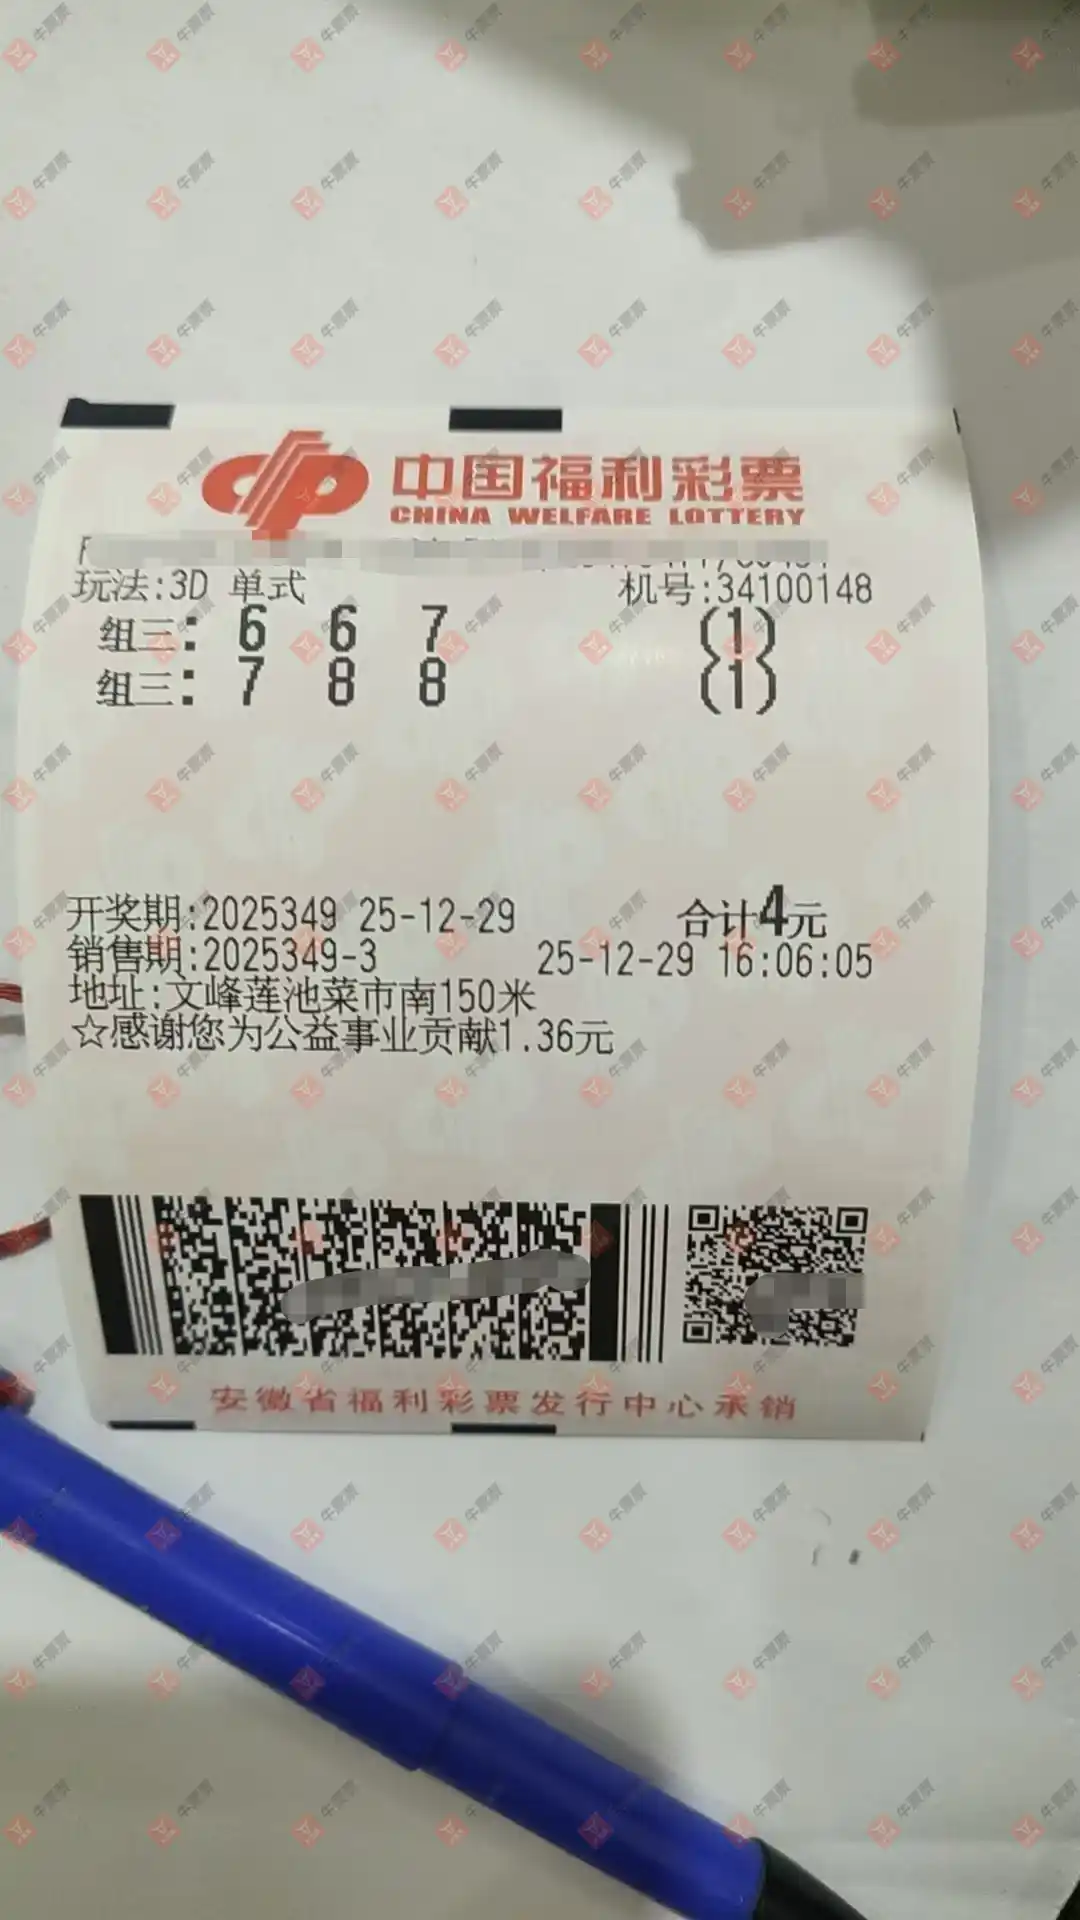 中国福利彩票
CHINA WELFARE LOTTERY
玩法:3D 单式 机号:34100148
组三: 6 6 7 (1)
组三: 7 8 8 (1)
开奖期:2025349 25-12-29 合计4元
销售期:2025349-3 25-12-29 16:06:05
地址:文峰莲池菜市南150米
☆感谢您为公益事业贡献1.36元
安徽省福利彩票发行中心承销
牛票票